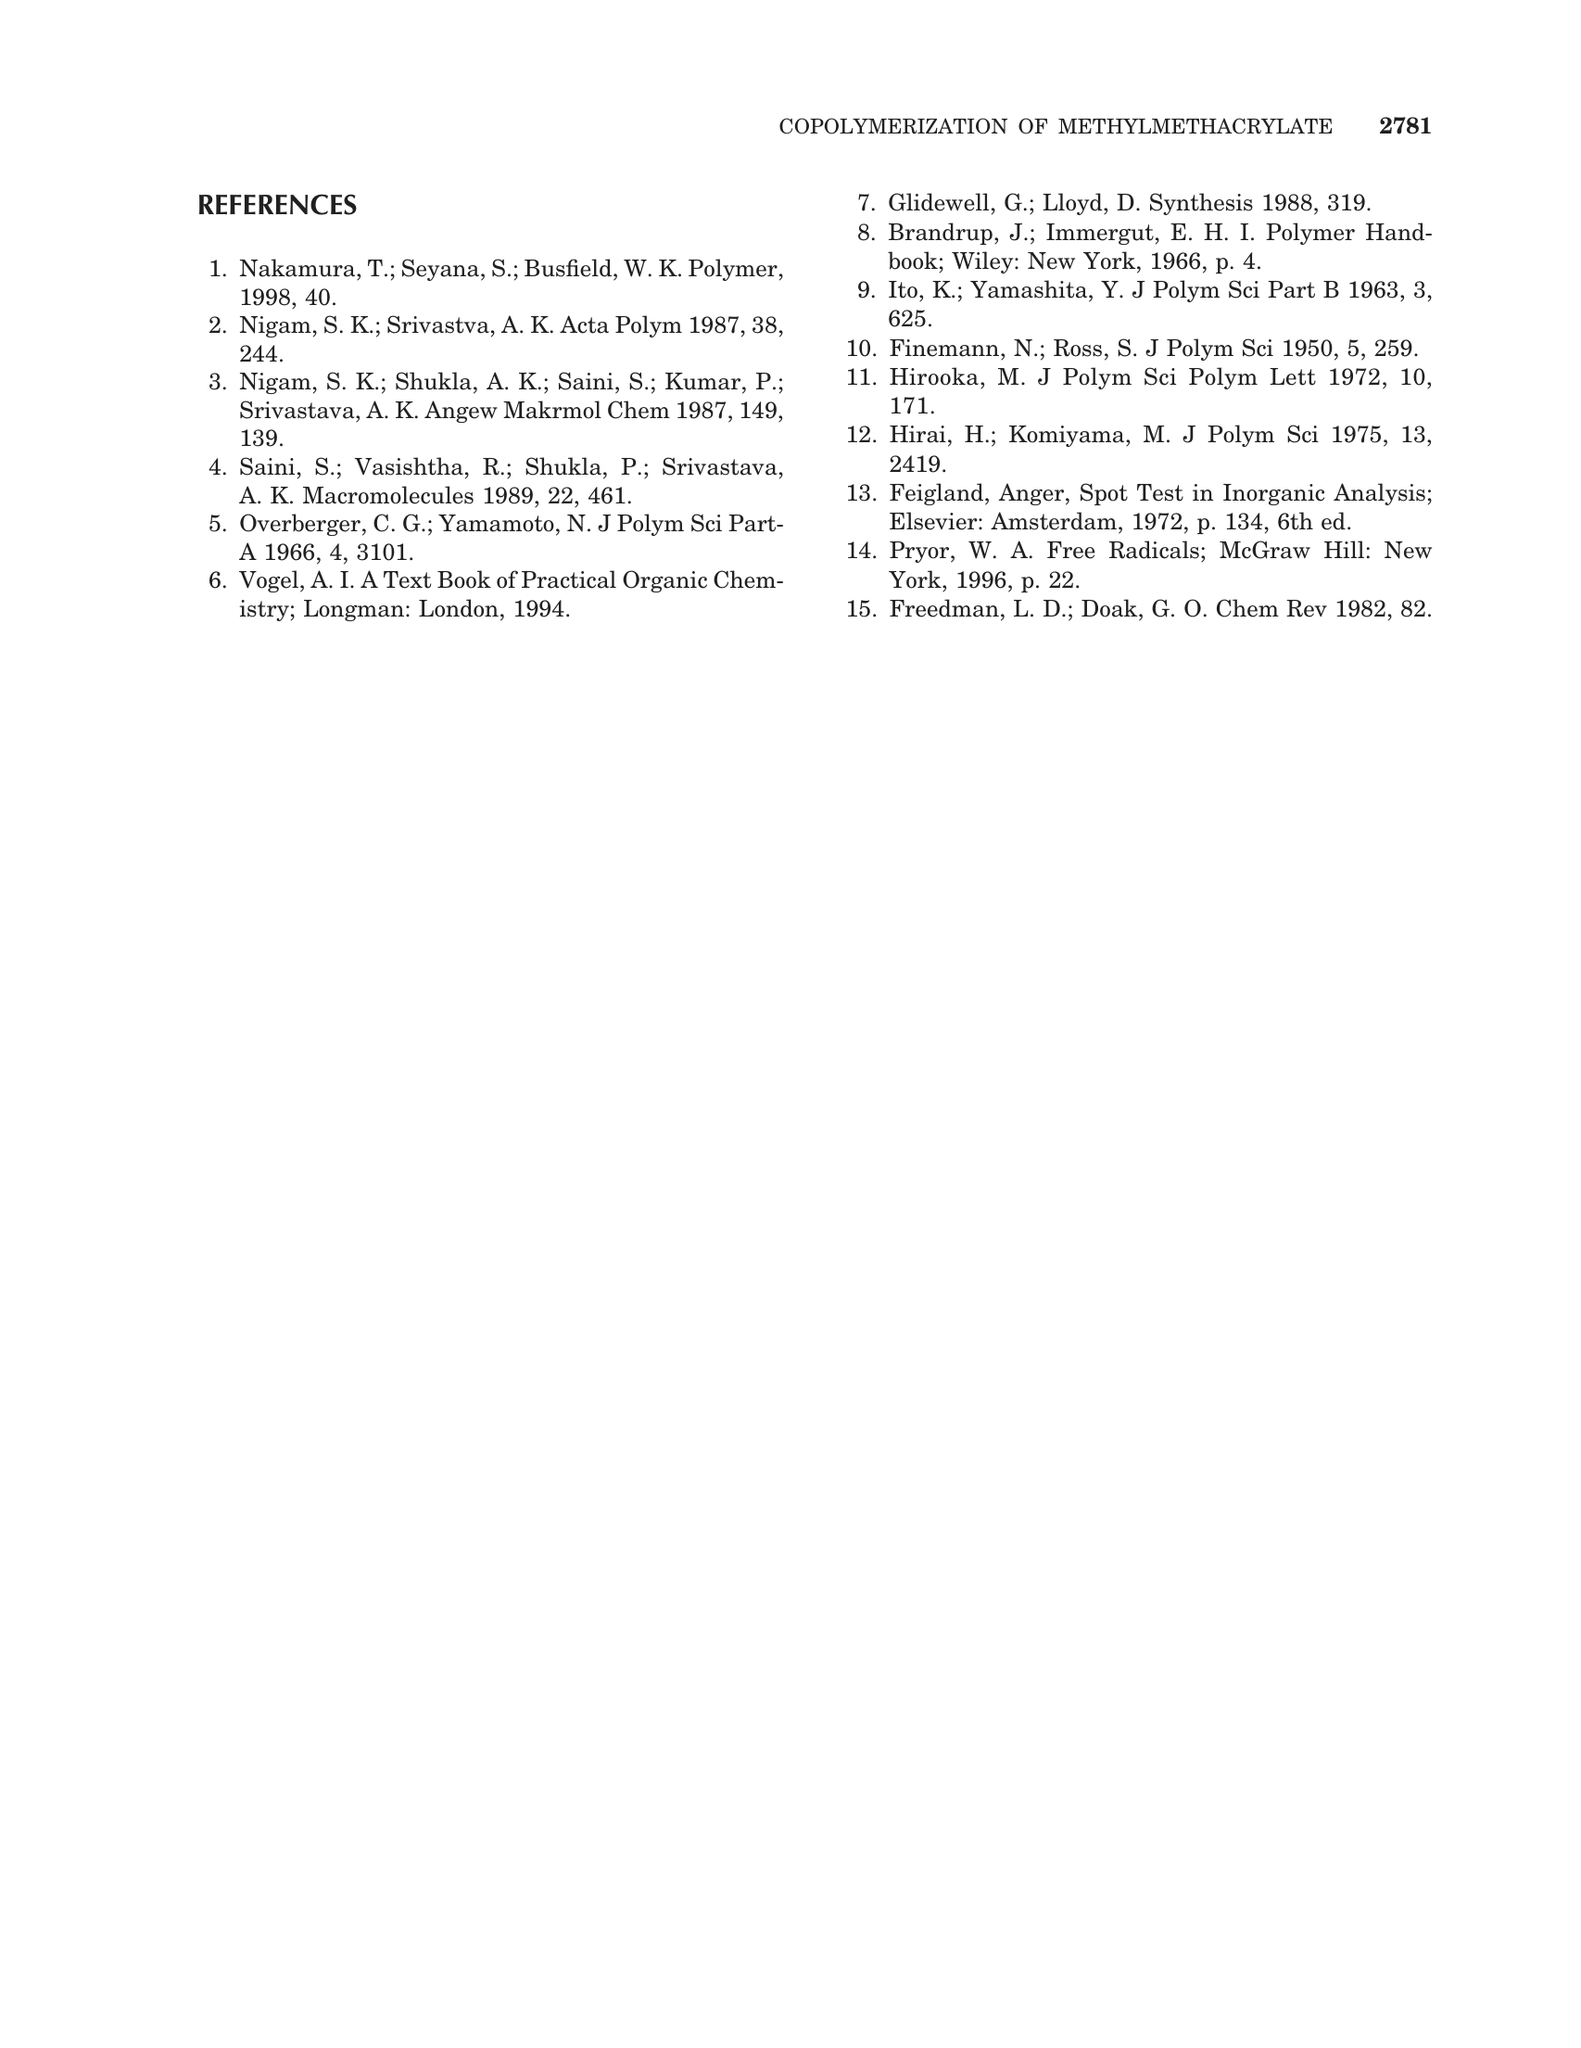 COPOLYMERIZATION OF METHYLMETHACRYLATE 2781
REFERENCES
1. Nakamura, T.; Seyana, S.; Busfield, W. K. Polymer,
1998, 40.
2. Nigam, S. K.; Srivastva, A. K. Acta Polym 1987, 38,
244.
3. Nigam, S. K.; Shukla, A. K.; Saini, S.; Kumar, P.;
Srivastava, A. K. Angew Makrmol Chem 1987, 149,
139.
4. Saini, S.; Vasishtha, R.; Shukla, P.; Srivastava,
A. K. Macromolecules 1989, 22, 461.
5. Overberger, C. G.; Yamamoto, N. J Polym Sci Part-
A 1966, 4, 3101.
6. Vogel, A. I. A Text Book of Practical Organic Chem-
istry; Longman: London, 1994.
7. Glidewell, G.; Lloyd, D. Synthesis 1988, 319.
8. Brandrup, J.; Immergut, E. H. I. Polymer Hand-
book; Wiley: New York, 1966, p. 4.
9. Ito, K.; Yamashita, Y. J Polym Sci Part B 1963, 3,
625.
10. Finemann, N.; Ross, S. J Polym Sci 1950, 5, 259.
11. Hirooka, M. J Polym Sci Polym Lett 1972, 10,
171.
12. Hirai, H.; Komiyama, M. J Polym Sci 1975, 13,
2419.
13. Feigland, Anger, Spot Test in Inorganic Analysis;
Elsevier: Amsterdam, 1972, p. 134, 6th ed.
14. Pryor, W. A. Free Radicals; McGraw Hill: New
York, 1996, p. 22.
15. Freedman, L. D.; Doak, G. O. Chem Rev 1982, 82.